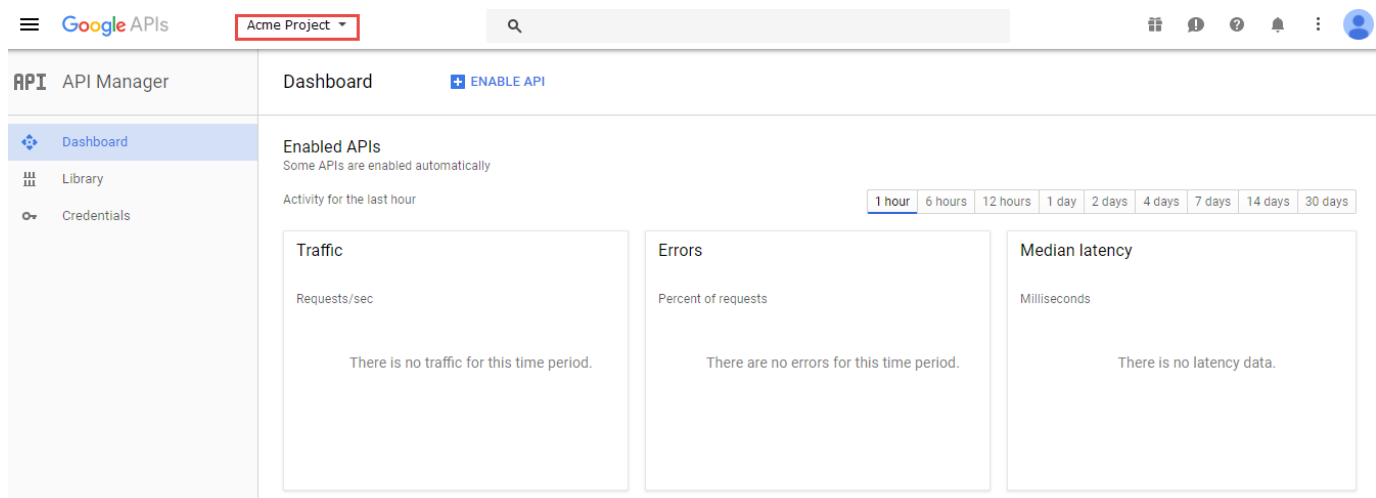 Google APIs
Acme Project
API API Manager
Dashboard
ENABLE API
Dashboard
Library
Credentials
Enabled APIs
Some APIs are enabled automatically
Activity for the last hour
1 hour 6 hours 12 hours 1 day 2 days 4 days 7 days 14 days 30 days
Traffic
Requests/sec
There is no traffic for this time period.
Errors
Percent of requests
There are no errors for this time period.
Median latency
Milliseconds
There is no latency data.